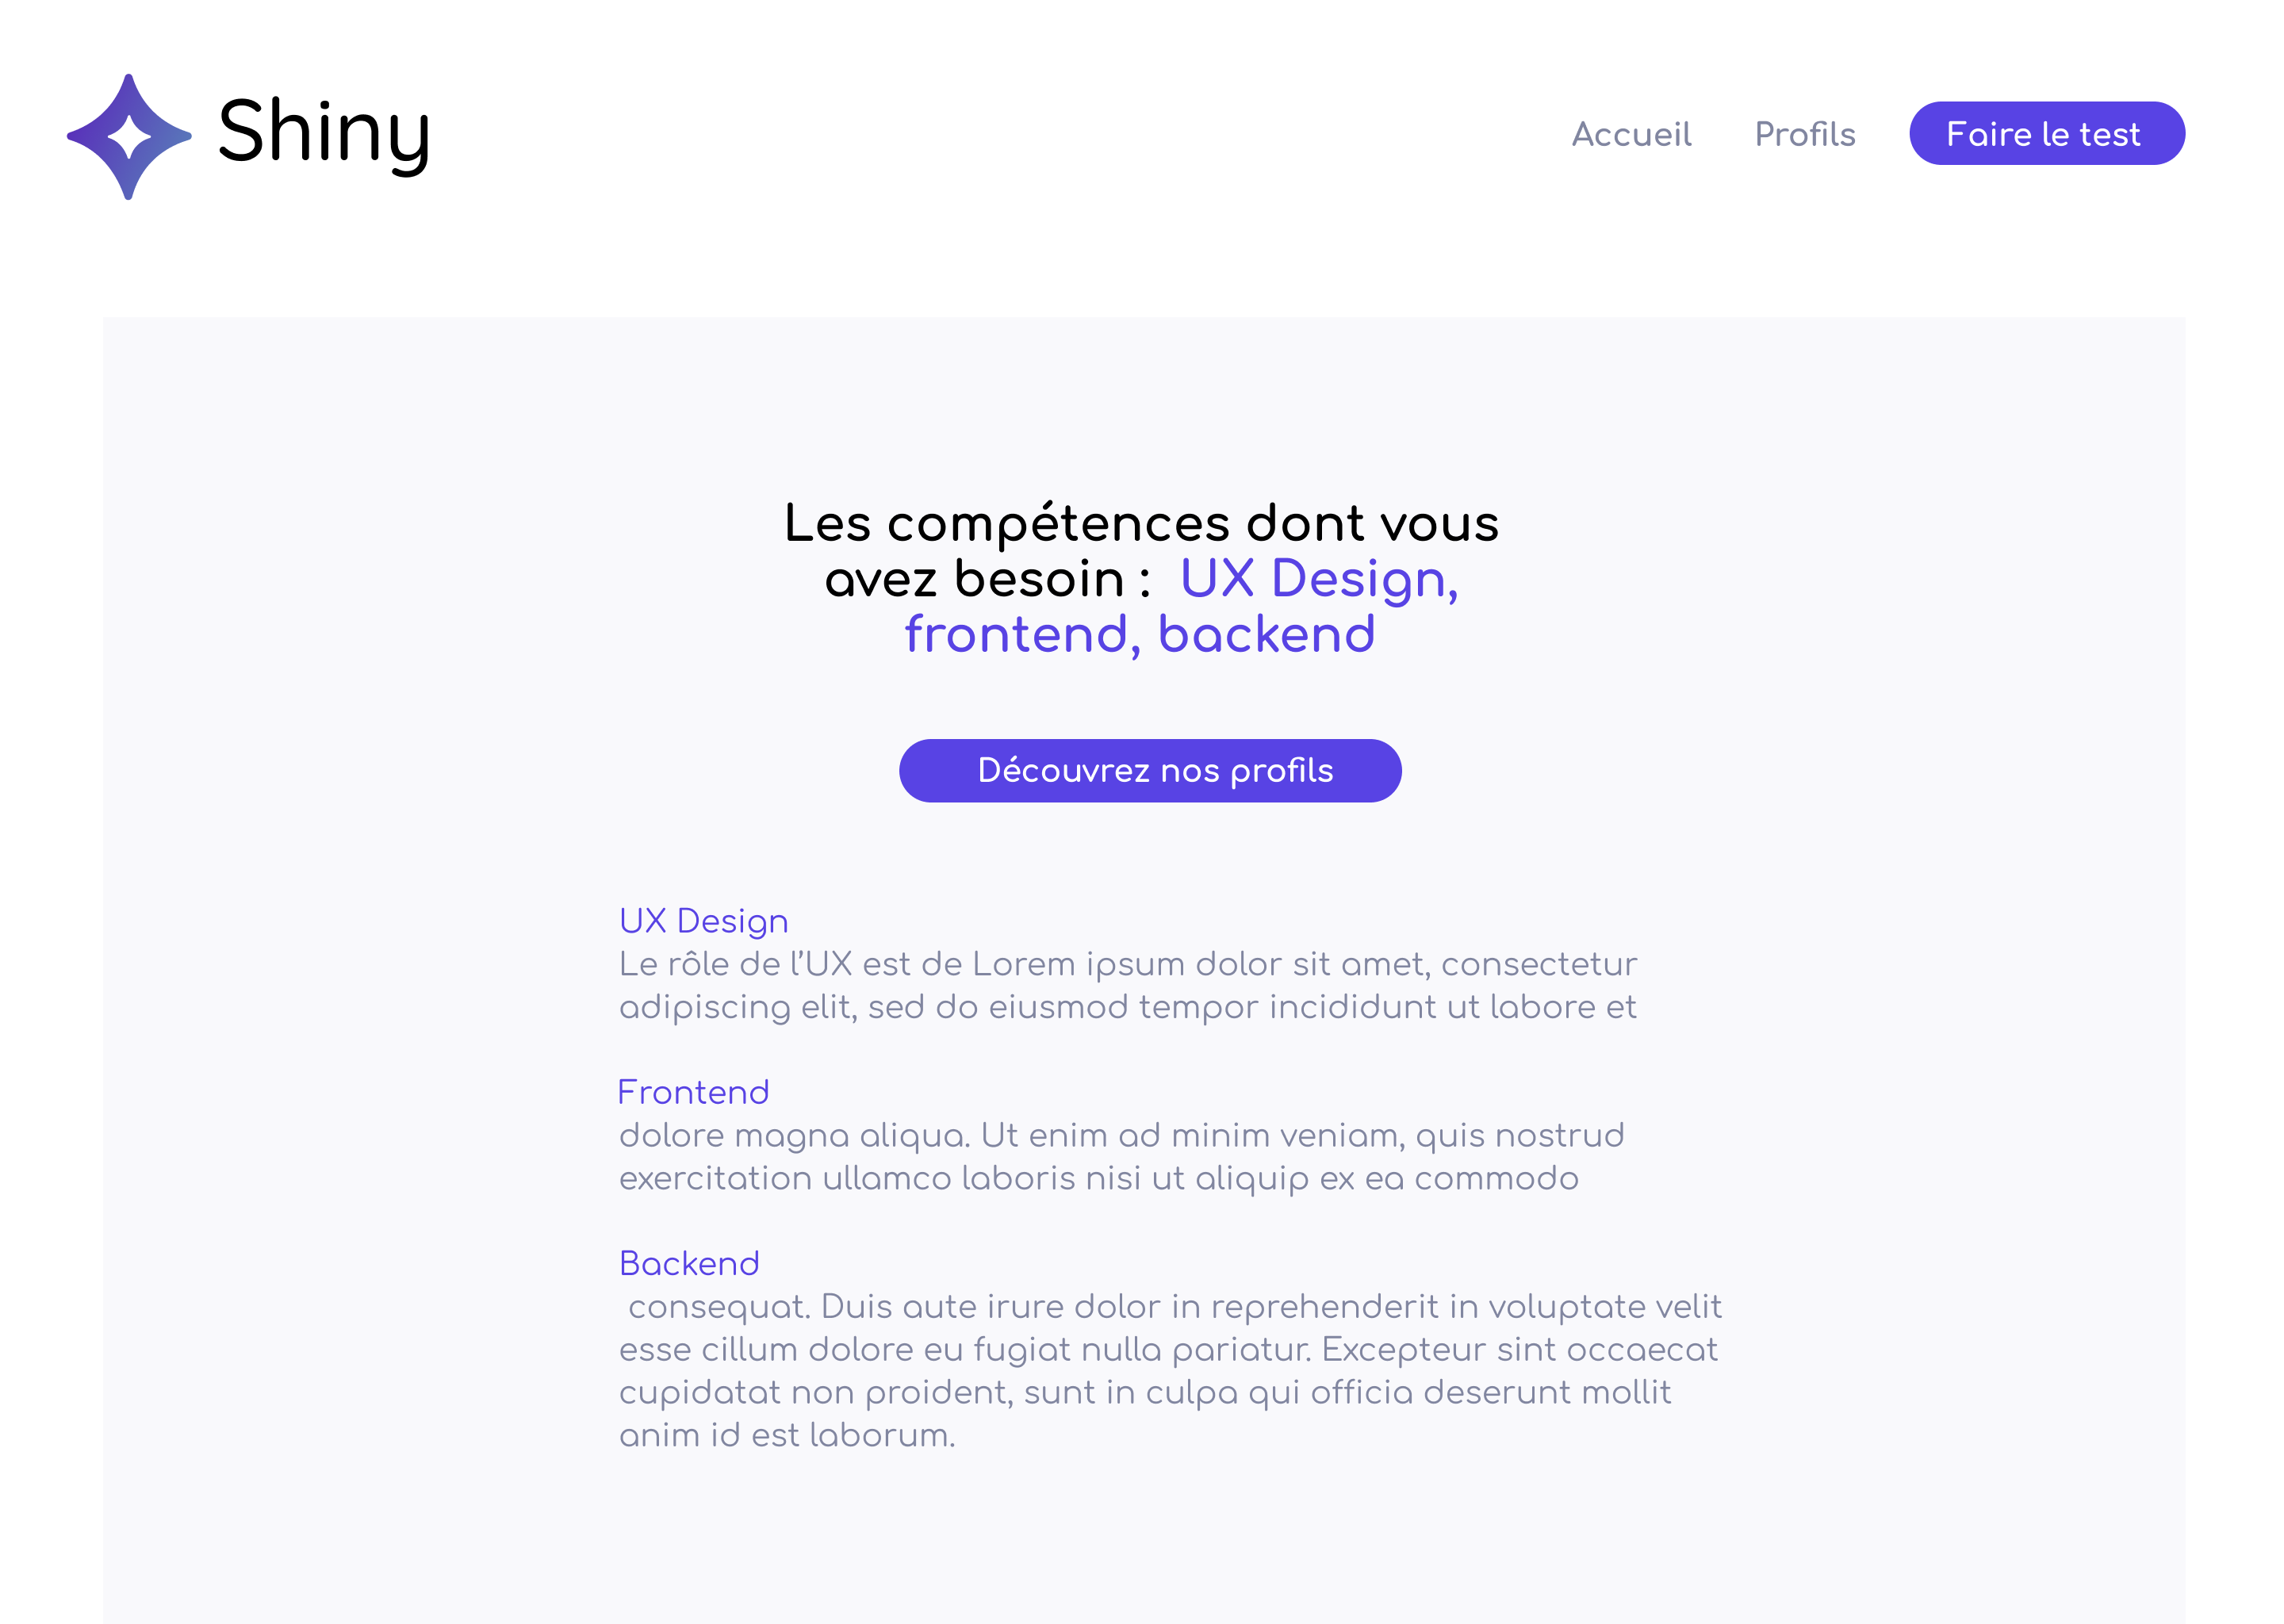 Shiny
Accueil
Profils
Faire le test
Les compétences dont vous
avez besoin : UX Design,
frontend, backend
Découvrez nos profils
UX Design
Le rôle de l’UX est de Lorem ipsum dolor sit amet, consectetur
adipiscing elit, sed do eiusmod tempor incididunt ut labore et
Frontend
dolore magna aliqua. Ut enim ad minim veniam, quis nostrud
exercitation ullamco laboris nisi ut aliquip ex ea commodo
Backend
consequat. Duis aute irure dolor in reprehenderit in voluptate velit
esse cillum dolore eu fugiat nulla pariatur. Excepteur sint occaecat
cupidatat non proident, sunt in culpa qui officia deserunt mollit
anim id est laborum.